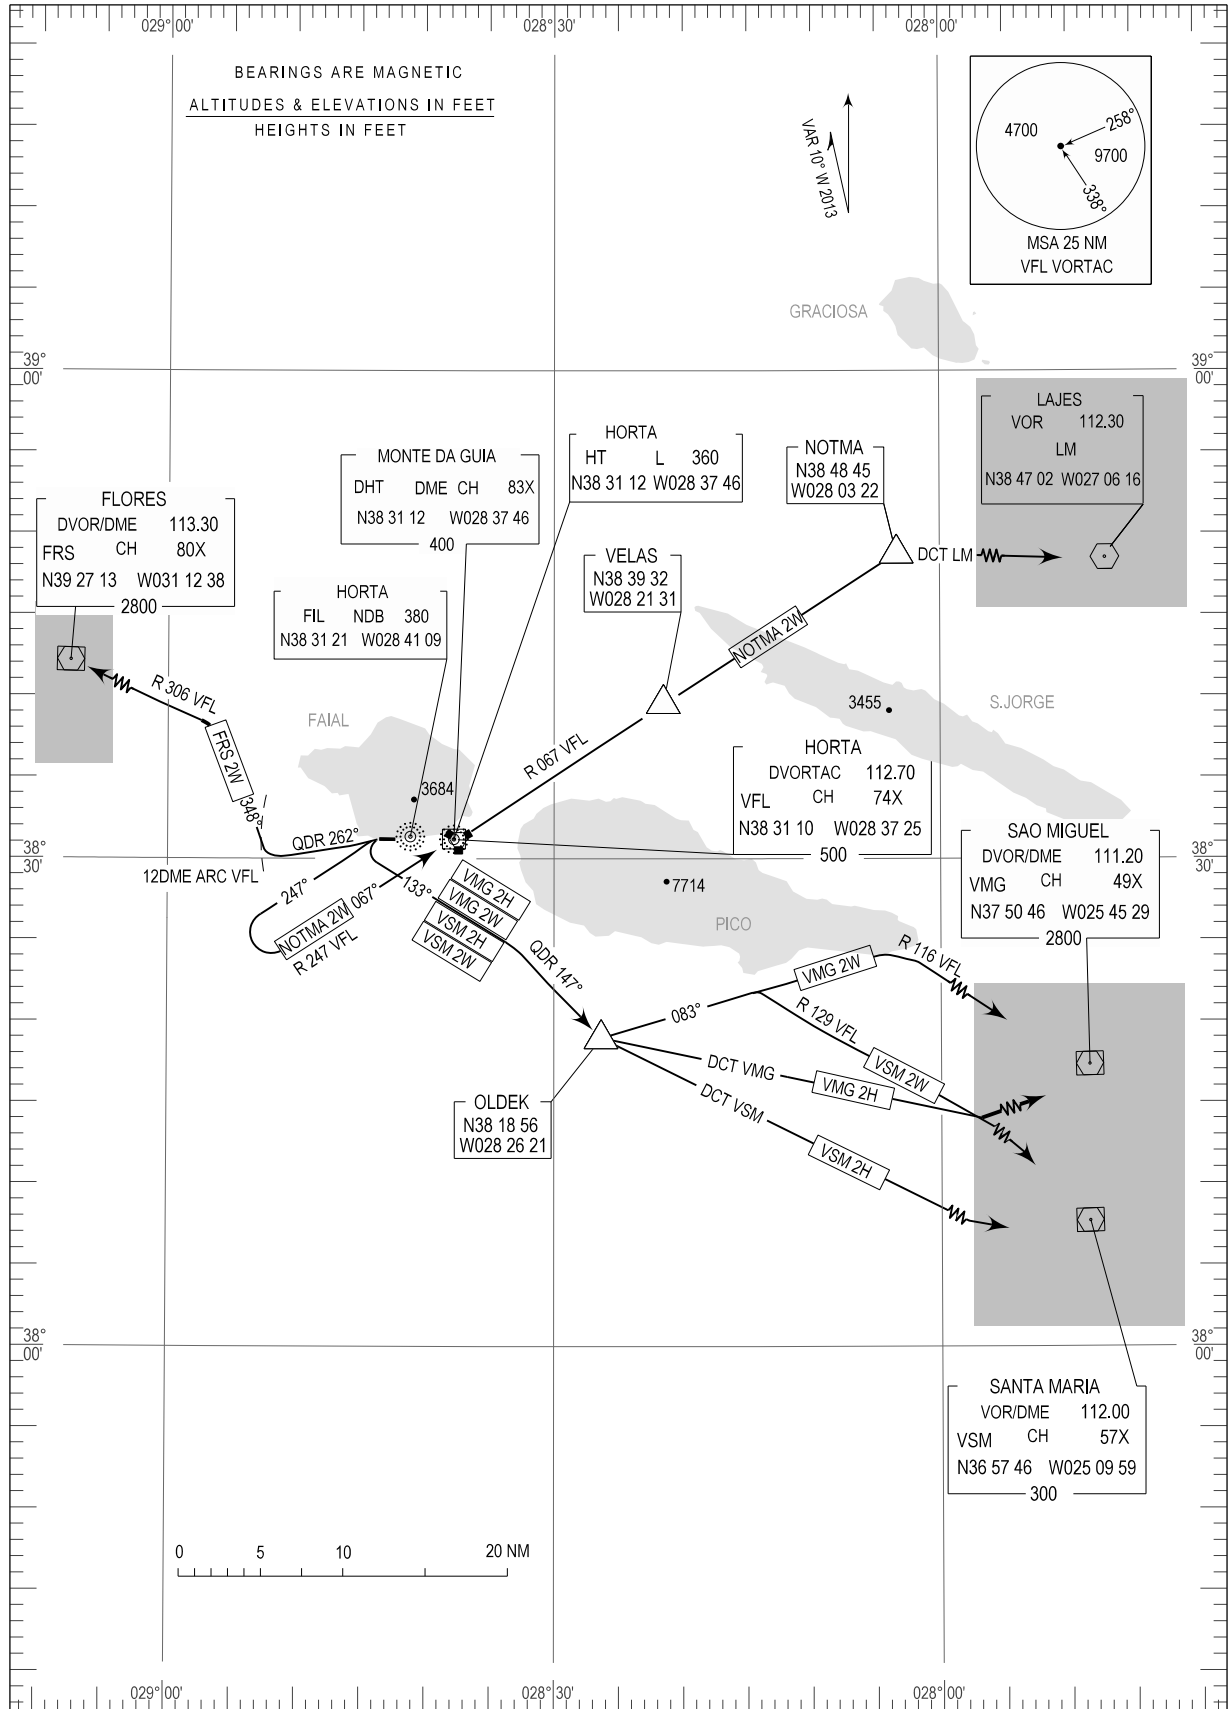 029° 00'
028° 30'
028° 00'
BEARINGS ARE MAGNETIC
ALTITUDES & ELEVATIONS IN FEET
HEIGHTS IN FEET
VAR 10° W 2013
4700
258°
9700
338°
MSA 25 NM
VFL VORTAC
GRACIOSA
39°
00'
39°
00'
LAJES
VOR 112.30
LM
N38 47 02 W027 06 16
HORTA
HT L 360
N38 31 12 W028 37 46
NOTMA
N38 48 45
W028 03 22
MONTE DA GUIA
DHT DME CH 83X
N38 31 12 W028 37 46
400
FLORES
DVOR/DME 113.30
FRS CH 80X
N39 27 13 W031 12 38
2800
VELAS
N38 39 32
W028 21 31
DCT LM
HORTA
FIL NDB 380
N38 31 21 W028 41 09
NOTMA 2W
R 306 VFL
FRS 2W
348°
FAIAL
3684
R 067 VFL
3455
S.JORGE
HORTA
DVORTAC 112.70
VFL CH 74X
N38 31 10 W028 37 25
500
QDR 262°
12DME ARC VFL
38°
30'
38°
30'
SAO MIGUEL
DVOR/DME 111.20
VMG CH 49X
N37 50 46 W025 45 29
2800
247°
NOTMA 2W
067°
R 247 VFL
133°
VMG 2H
VMG 2W
VSM 2H
VSM 2W
7714
PICO
QDR 147°
083°
VMG 2W
R 116 VFL
R 129 VFL
VSM 2W
DCT VMG
VMG 2H
DCT VSM
VSM 2H
OLDEK
N38 18 56
W028 26 21
38°
00'
38°
00'
SANTA MARIA
VOR/DME 112.00
VSM CH 57X
N36 57 46 W025 09 59
300
0 5 10 20 NM
029° 00'
028° 30'
028° 00'